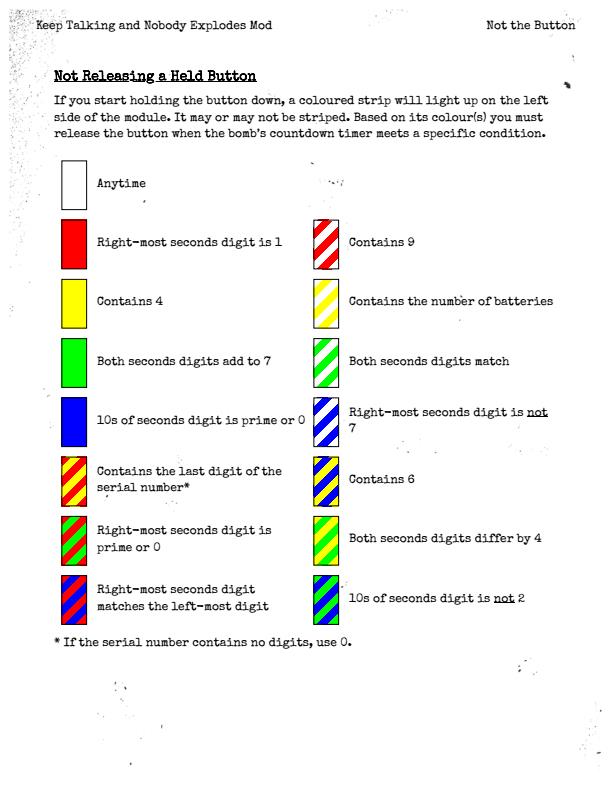 Keep Talking and Nobody Explodes Mod
Not the Button
Not Releasing a Held Button
If you start holding the button down, a coloured strip will light up on the left
side of the module. It may or may not be striped. Based on its colour(s) you must
release the button when the bomb's countdown timer meets a specific condition.
Anytime
Right-most seconds digit is 1
Contains 9
Contains 4
Contains the number of batteries
Both seconds digits add to 7
Both seconds digits match
10s of seconds digit is prime or 0
Right-most seconds digit is not
7
Contains the last digit of the
serial number*
Contains 6
Right-most seconds digit is
prime or 0
Both seconds digits differ by 4
Right-most seconds digit
matches the left-most digit
10s of seconds digit is not 2
* If the serial number contains no digits, use 0.